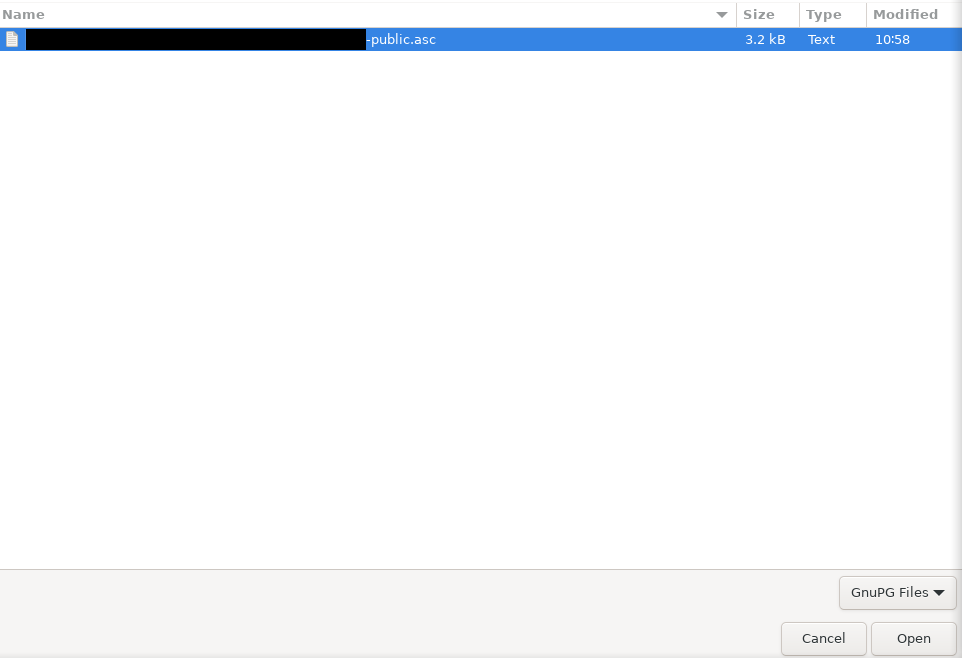 Name Size Type Modified
-public.asc 3.2 kB Text 10:58
GnuPG Files
Cancel Open